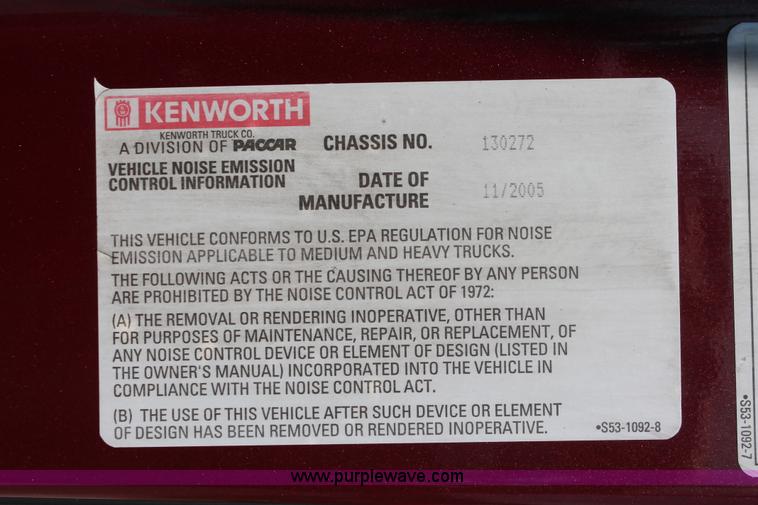 KENWORTH
KENWORTH TRUCK CO.
A DIVISION OF PACCAR
CHASSIS NO. 130272
VEHICLE NOISE EMISSION
CONTROL INFORMATION
DATE OF
MANUFACTURE 11/2005
THIS VEHICLE CONFORMS TO U.S. EPA REGULATION FOR NOISE
EMISSION APPLICABLE TO MEDIUM AND HEAVY TRUCKS.
THE FOLLOWING ACTS OR THE CAUSING THEREOF BY ANY PERSON
ARE PROHIBITED BY THE NOISE CONTROL ACT OF 1972:
(A) THE REMOVAL OR RENDERING INOPERATIVE, OTHER THAN
FOR PURPOSES OF MAINTENANCE, REPAIR, OR REPLACEMENT, OF
ANY NOISE CONTROL DEVICE OR ELEMENT OF DESIGN (LISTED IN
THE OWNER'S MANUAL) INCORPORATED INTO THE VEHICLE IN
COMPLIANCE WITH THE NOISE CONTROL ACT.
(B) THE USE OF THIS VEHICLE AFTER SUCH DEVICE OR ELEMENT
OF DESIGN HAS BEEN REMOVED OR RENDERED INOPERATIVE.
•S53-1092-8
•S53-1092-7
www.purplewave.com